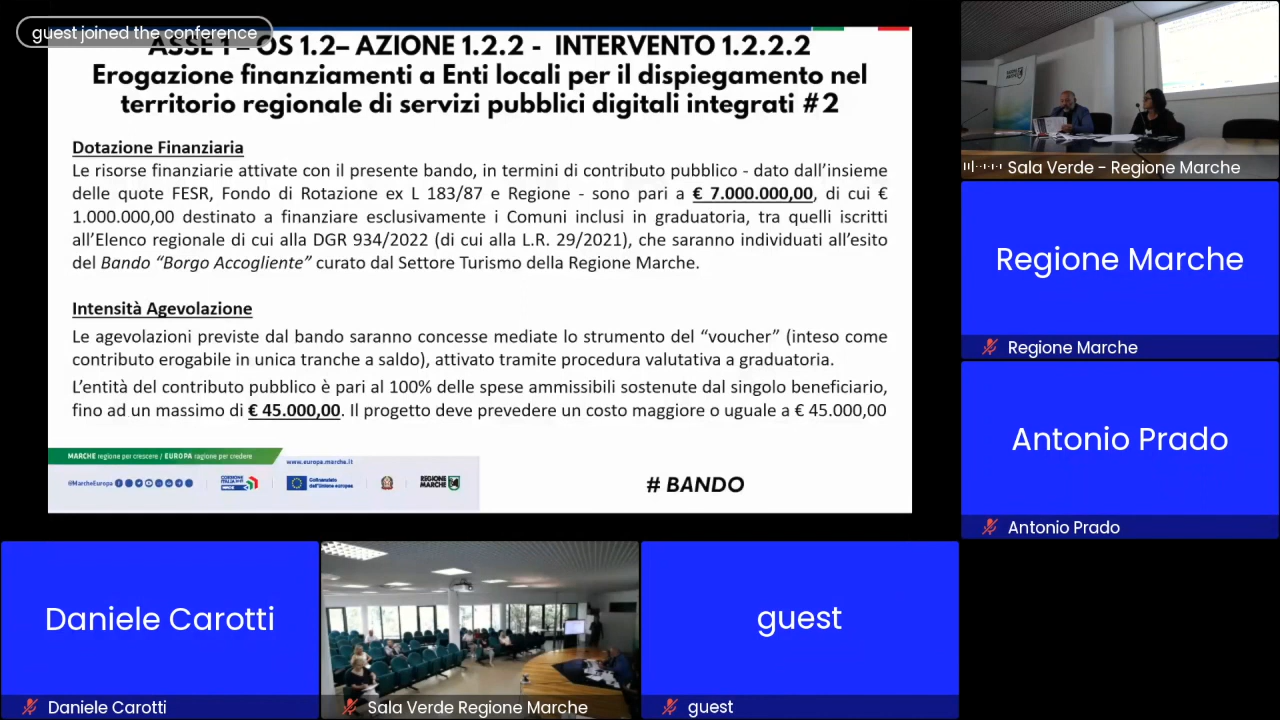 guest joined the conference
ASSE 1 – OS 1.2– AZIONE 1.2.2 - INTERVENTO 1.2.2.2
Erogazione finanziamenti a Enti locali per il dispiegamento nel
territorio regionale di servizi pubblici digitali integrati #2
Dotazione Finanziaria
Le risorse finanziarie attivate con il presente bando, in termini di contributo pubblico - dato dall’insieme
delle quote FESR, Fondo di Rotazione ex L 183/87 e Regione - sono pari a € 7.000.000,00, di cui €
1.000.000,00 destinato a finanziare esclusivamente i Comuni inclusi in graduatoria, tra quelli iscritti
all’Elenco regionale di cui alla DGR 934/2022 (di cui alla L.R. 29/2021), che saranno individuati all’esito
del Bando “Borgo Accogliente” curato dal Settore Turismo della Regione Marche.
Intensità Agevolazione
Le agevolazioni previste dal bando saranno concesse mediate lo strumento del “voucher” (inteso come
contributo erogabile in unica tranche a saldo), attivato tramite procedura valutativa a graduatoria.
L’entità del contributo pubblico è pari al 100% delle spese ammissibili sostenute dal singolo beneficiario,
fino ad un massimo di € 45.000,00. Il progetto deve prevedere un costo maggiore o uguale a € 45.000,00
MARCHE regione per crescere / EUROPA ragione per credere
www.europa.marche.it
@MarcheEuropa
COESIONE
ITALIA 21-27
MARCHE
Cofinanziato
dall’Unione europea
REGIONE
MARCHE
# BANDO
Sala Verde - Regione Marche
Regione Marche
Regione Marche
Antonio Prado
Antonio Prado
Daniele Carotti
Daniele Carotti
Sala Verde Regione Marche
guest
guest